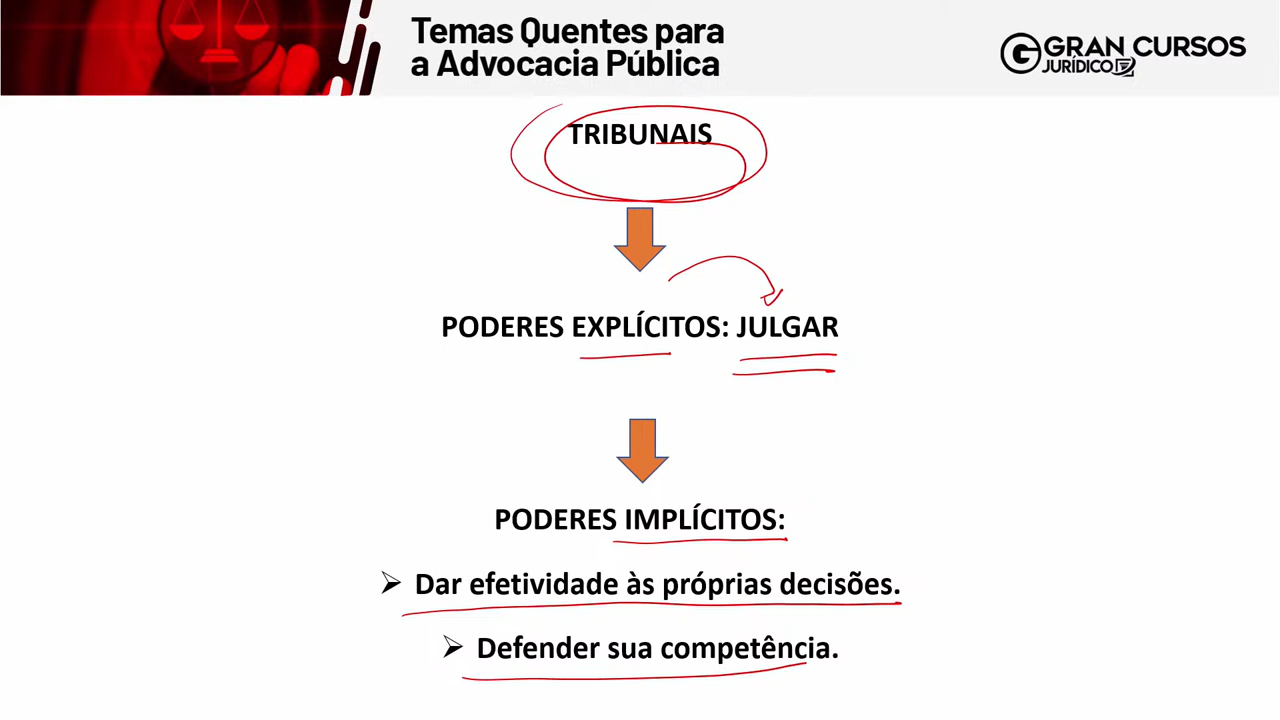 Temas Quentes para
a Advocacia Pública
GRAN CURSOS
JURÍDICO
TRIBUNAIS
PODERES EXPLÍCITOS: JULGAR
PODERES IMPLÍCITOS:
Dar efetividade às próprias decisões.
Defender sua competência.